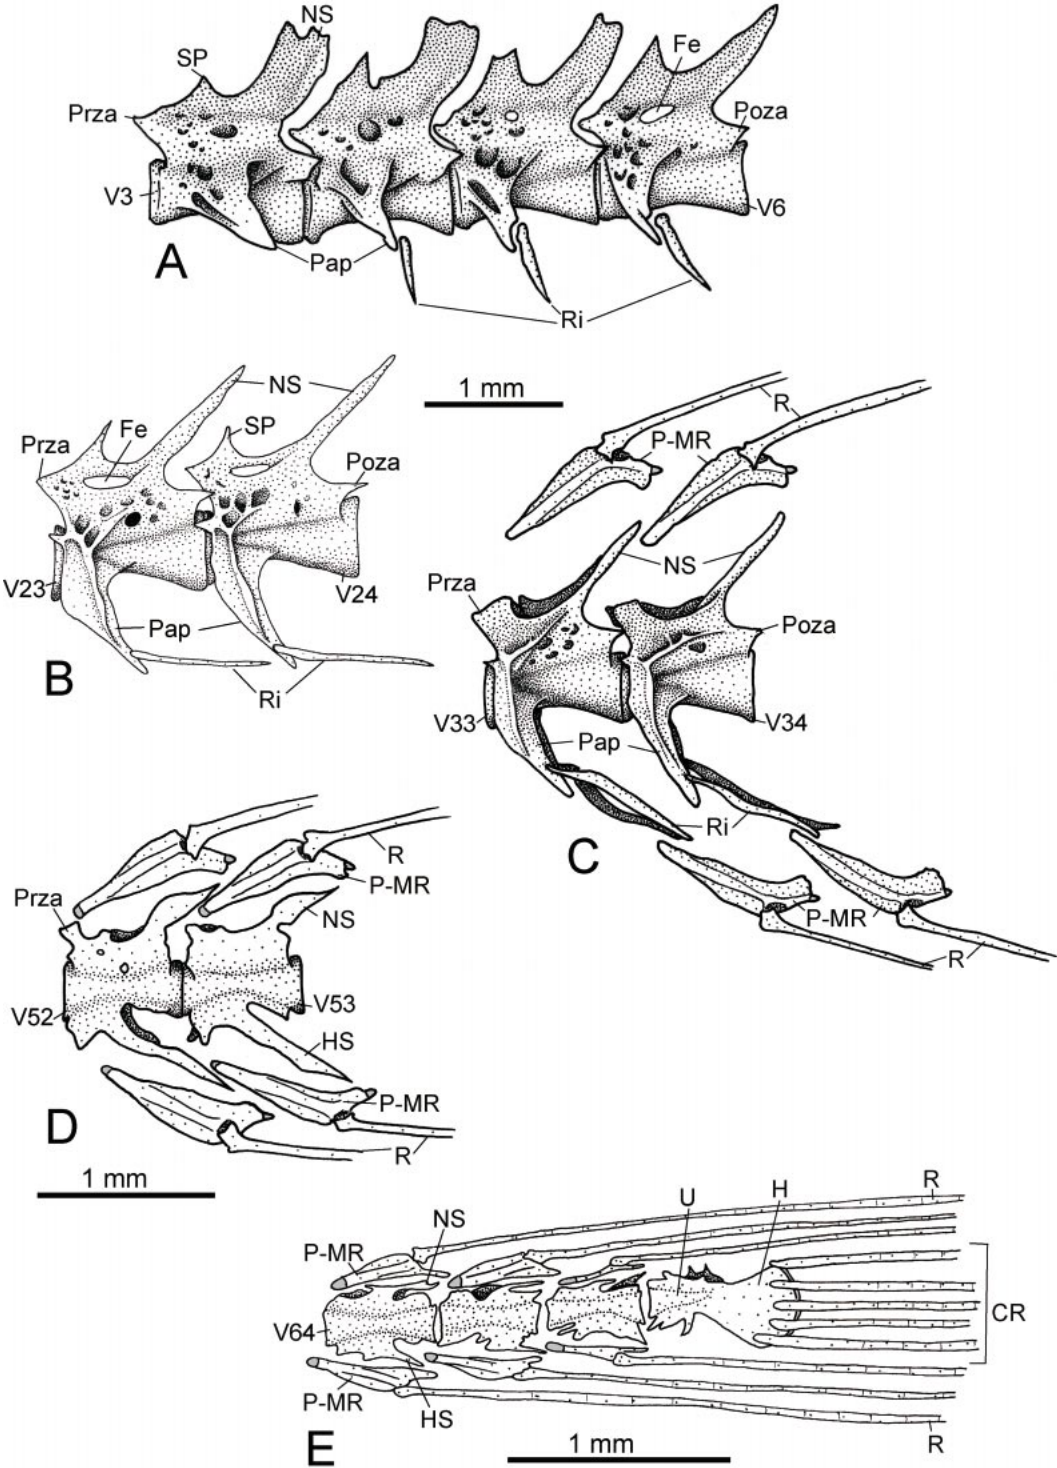 NS
SP
Fe
Prza
Poza
V3
V6
Pap
A
Ri
1 mm
NS
R
Fe
SP
P-MR
Prza
Poza
NS
Prza
V23
V24
Poza
Pap
B
Ri
V33
V34
Pap
Ri
C
R
P-MR
Prza
NS
P-MR
R
V52
V53
HS
P-MR
D
R
1 mm
R
U
H
NS
P-MR
CR
V64
P-MR
HS
R
E
1 mm